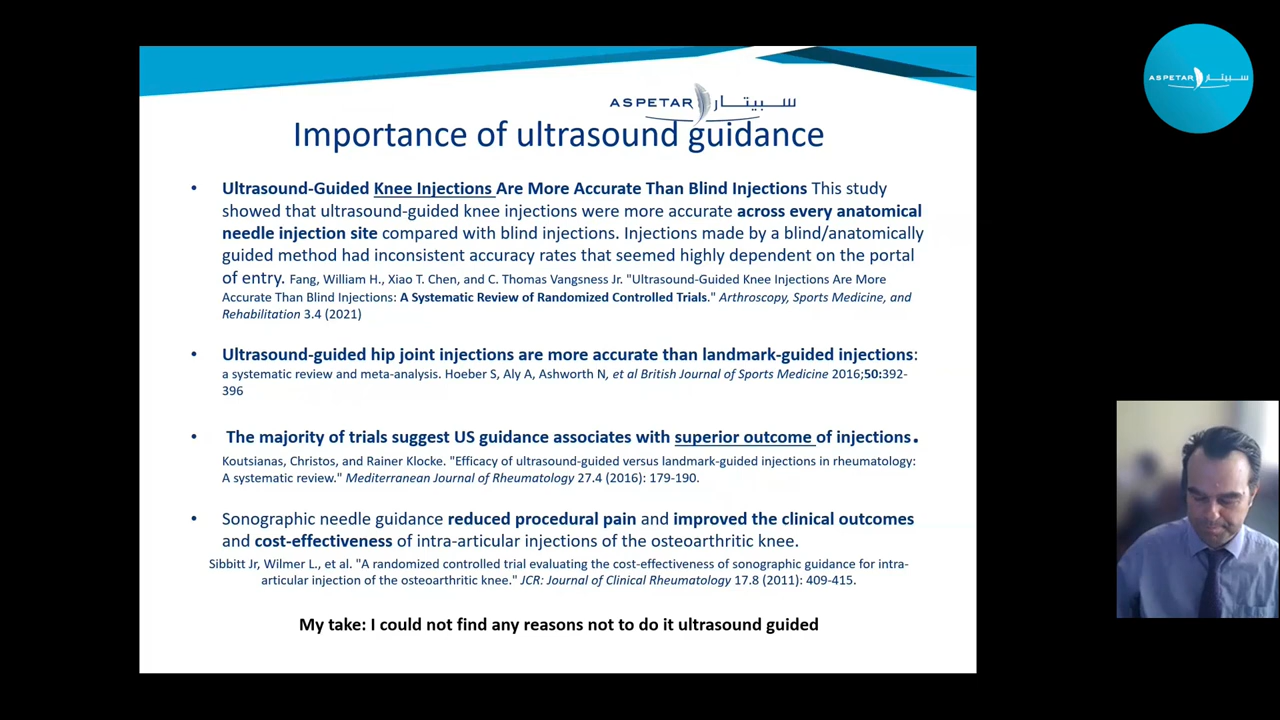 ASPETAR سبيتار
Importance of ultrasound guidance
• Ultrasound-Guided Knee Injections Are More Accurate Than Blind Injections This study
showed that ultrasound-guided knee injections were more accurate across every anatomical
needle injection site compared with blind injections. Injections made by a blind/anatomically
guided method had inconsistent accuracy rates that seemed highly dependent on the portal
of entry. Fang, William H., Xiao T. Chen, and C. Thomas Vangsness Jr. "Ultrasound-Guided Knee Injections Are More
Accurate Than Blind Injections: A Systematic Review of Randomized Controlled Trials." Arthroscopy, Sports Medicine, and
Rehabilitation 3.4 (2021)
• Ultrasound-guided hip joint injections are more accurate than landmark-guided injections:
a systematic review and meta-analysis. Hoeber S, Aly A, Ashworth N, et al British Journal of Sports Medicine 2016;50:392-
396
• The majority of trials suggest US guidance associates with superior outcome of injections.
Koutsianas, Christos, and Rainer Klocke. "Efficacy of ultrasound-guided versus landmark-guided injections in rheumatology:
A systematic review." Mediterranean Journal of Rheumatology 27.4 (2016): 179-190.
• Sonographic needle guidance reduced procedural pain and improved the clinical outcomes
and cost-effectiveness of intra-articular injections of the osteoarthritic knee.
Sibbitt Jr, Wilmer L., et al. "A randomized controlled trial evaluating the cost-effectiveness of sonographic guidance for intra-
articular injection of the osteoarthritic knee." JCR: Journal of Clinical Rheumatology 17.8 (2011): 409-415.
My take: I could not find any reasons not to do it ultrasound guided
ASPETAR سبيتار